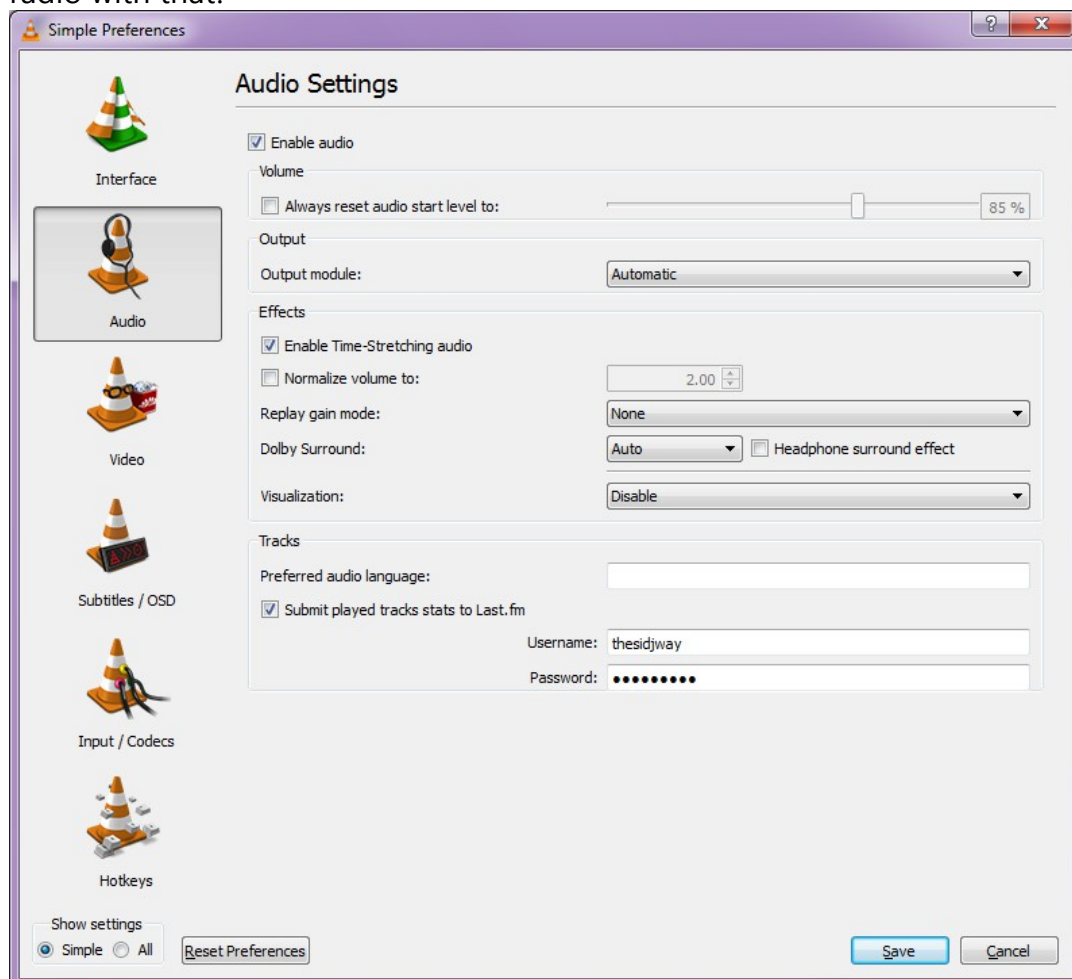 radio with that.
Simple Preferences
Audio Settings
Enable audio
Volume
Always reset audio start level to:
85 %
Output
Output module:
Automatic
Effects
Enable Time-Stretching audio
Normalize volume to:
2.00
Replay gain mode:
None
Dolby Surround:
Auto
Headphone surround effect
Visualization:
Disable
Tracks
Preferred audio language:
Submit played tracks stats to Last.fm
Username:
thesidjway
Password:
●●●●●●●●●
Interface
Audio
Video
Subtitles / OSD
Input / Codecs
Hotkeys
Show settings
Simple
All
Reset Preferences
Save
Cancel